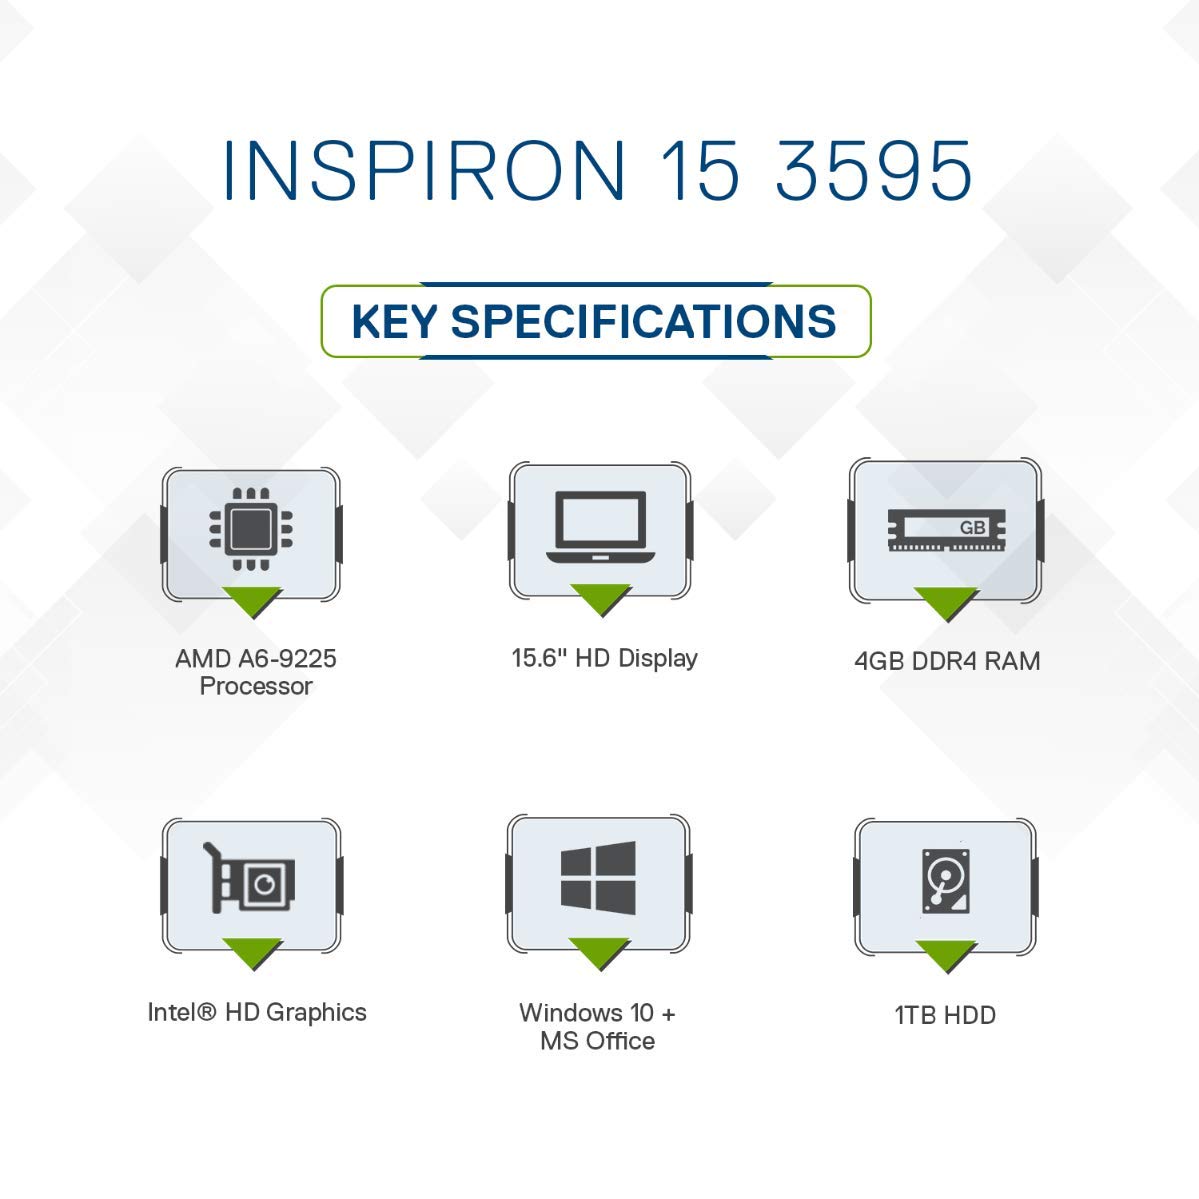 INSPIRON 15 3595
KEY SPECIFICATIONS
GB
AMD A6-9225
Processor
15.6" HD Display
4GB DDR4 RAM
Intel® HD Graphics
Windows 10 +
MS Office
1TB HDD